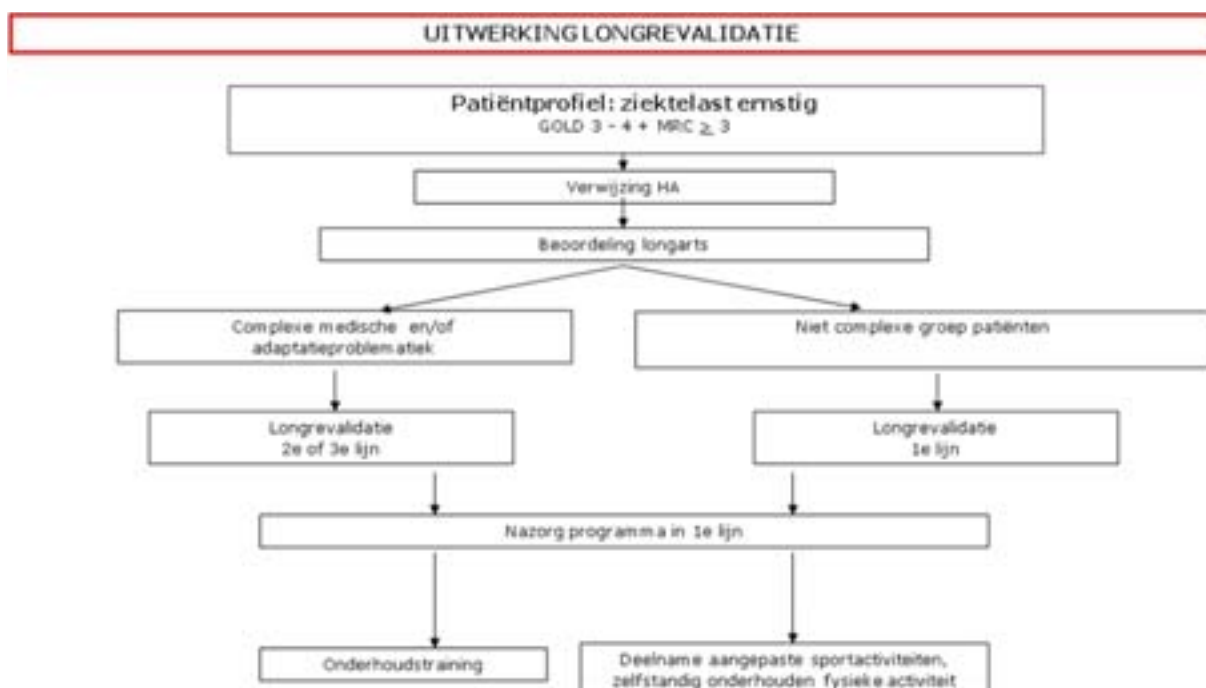 UITWERKING LONGREVALIDATIE
Patiëntprofiel: ziektelast ernstig
GOLD 3 - 4 + MRC ≥ 3
Verwijzing HA
Beoordeling longarts
Complexe medische en/of
adaptatieproblematiek
Niet complexe groep patiënten
Longrevalidatie
2e of 3e lijn
Longrevalidatie
1e lijn
Nazorg programma in 1e lijn
Onderhoudstraining
Deelname aangepaste sportactiviteiten,
zelfstandig onderhouden fysieke activiteit